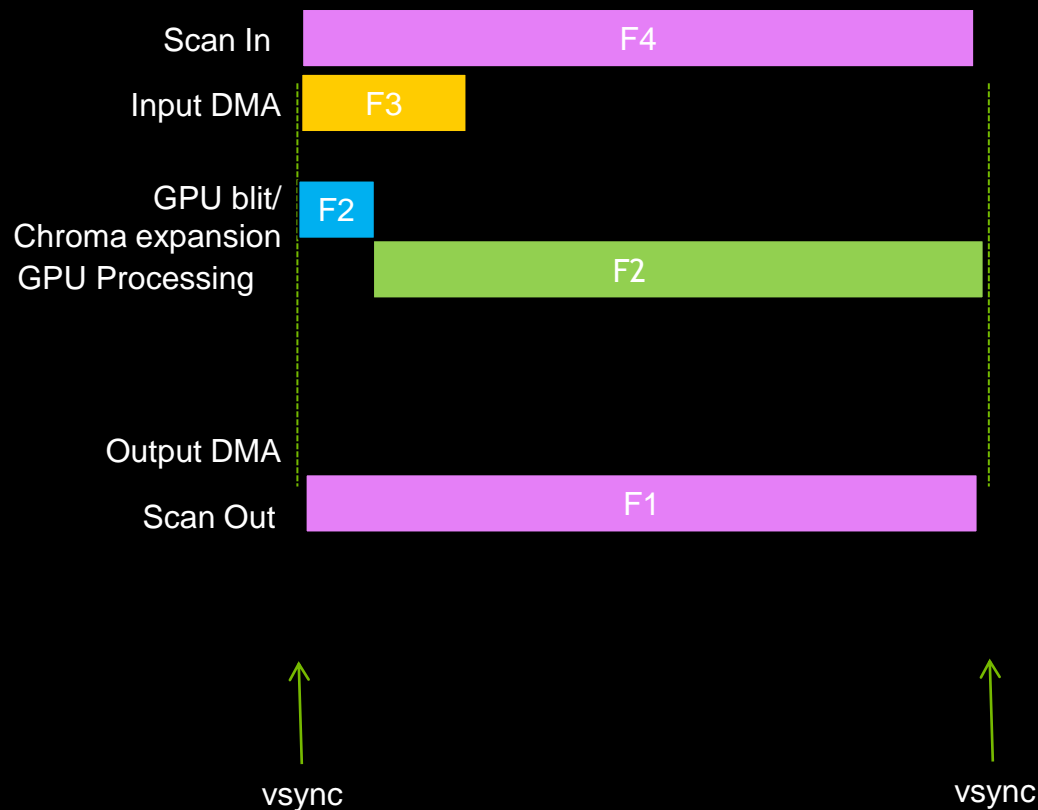 Scan In
F4
Input DMA
F3
GPU blit/
Chroma expansion
F2
GPU Processing
F2
Output DMA
Scan Out
F1
vsync
vsync